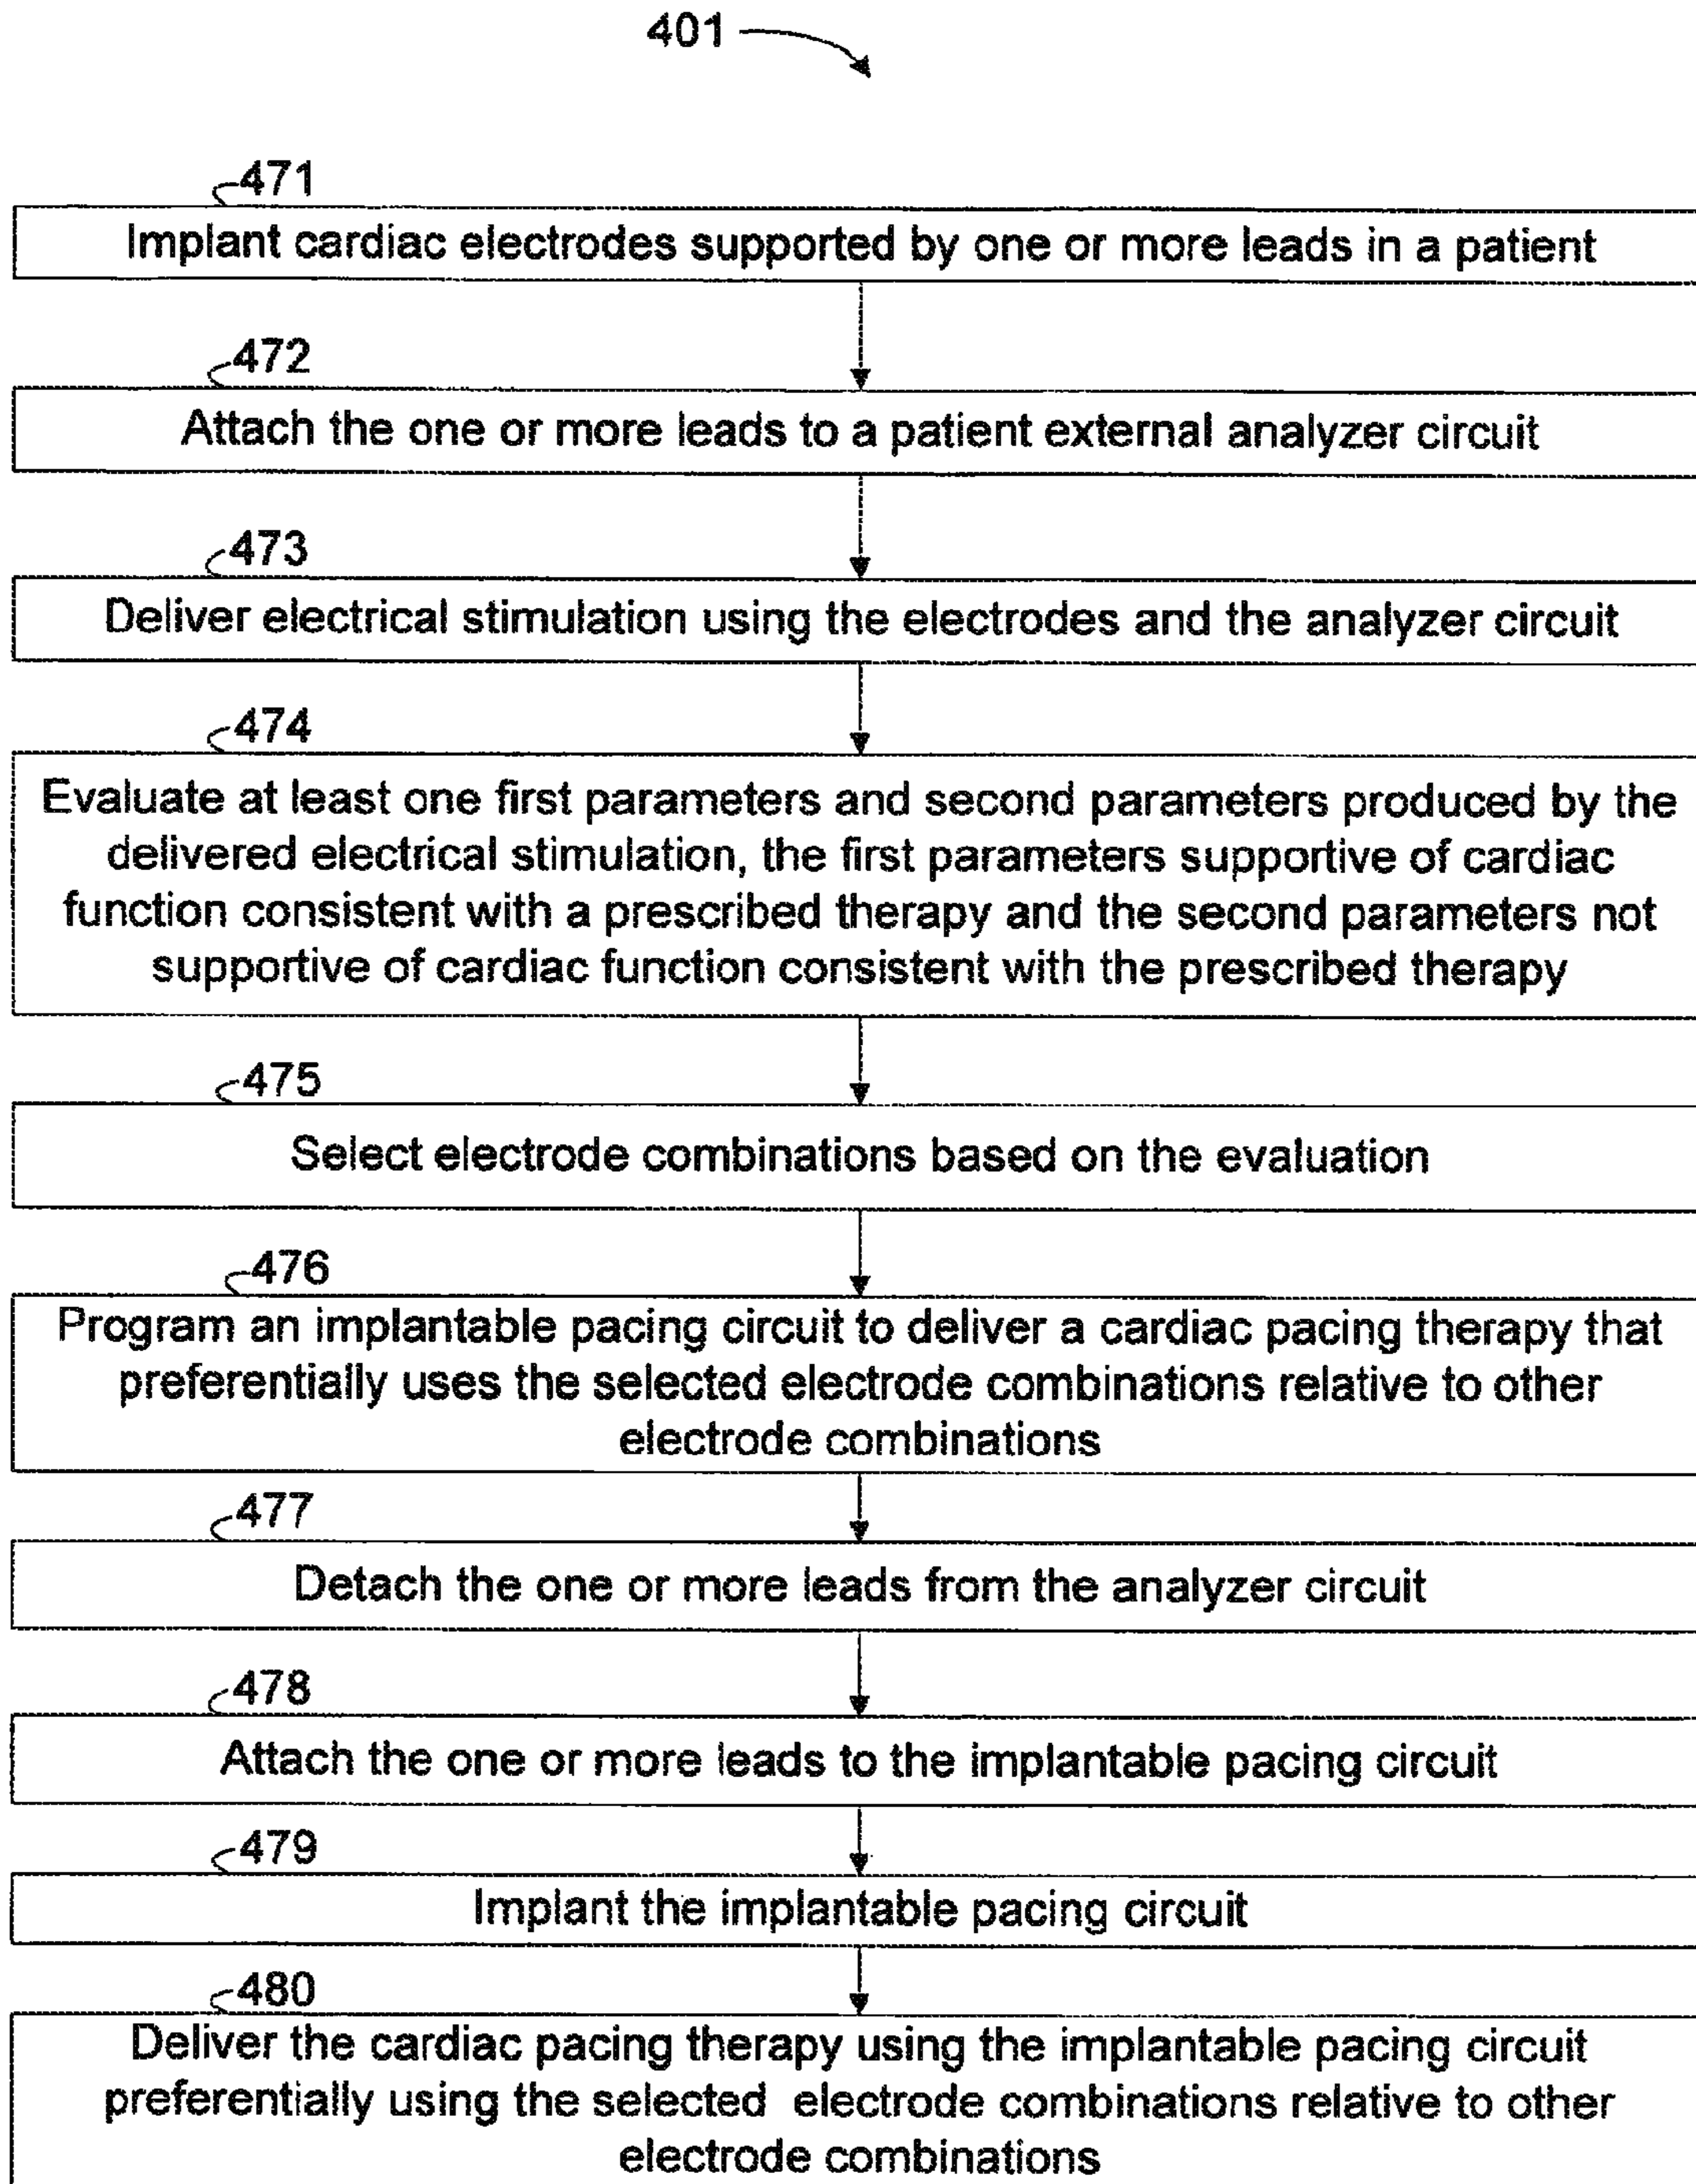 401
471
Implant cardiac electrodes supported by one or more leads in a patient
472
Attach the one or more leads to a patient external analyzer circuit
473
Deliver electrical stimulation using the electrodes and the analyzer circuit
474
Evaluate at least one first parameters and second parameters produced by the
delivered electrical stimulation, the first parameters supportive of cardiac
function consistent with a prescribed therapy and the second parameters not
supportive of cardiac function consistent with the prescribed therapy
475
Select electrode combinations based on the evaluation
476
Program an implantable pacing circuit to deliver a cardiac pacing therapy that
preferentially uses the selected electrode combinations relative to other
electrode combinations
477
Detach the one or more leads from the analyzer circuit
478
Attach the one or more leads to the implantable pacing circuit
479
Implant the implantable pacing circuit
480
Deliver the cardiac pacing therapy using the implantable pacing circuit
preferentially using the selected electrode combinations relative to other
electrode combinations